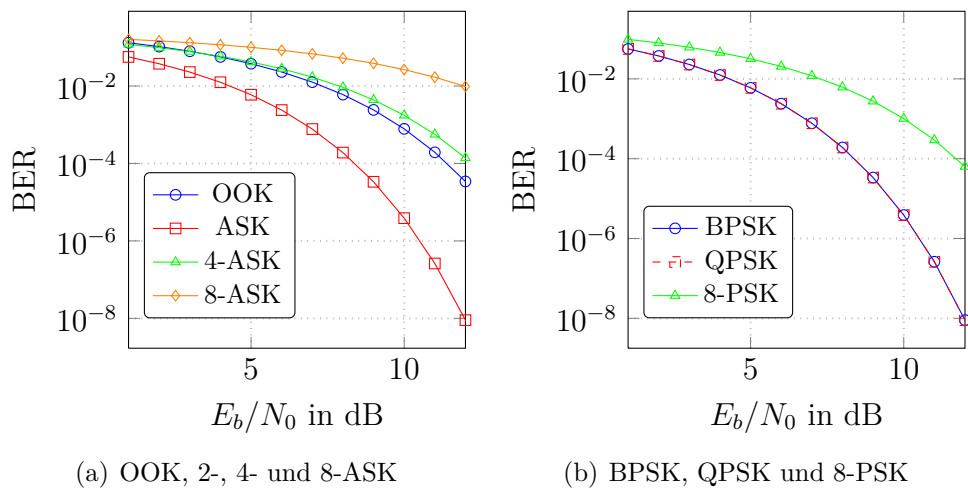 10^{-2}
10^{-4}
10^{-6}
10^{-8}
BER
OOK
ASK
4-ASK
8-ASK
5
10
E_b/N_0 in dB
(a) OOK, 2-, 4- und 8-ASK
10^{-2}
10^{-4}
10^{-6}
10^{-8}
BER
BPSK
QPSK
8-PSK
5
10
E_b/N_0 in dB
(b) BPSK, QPSK und 8-PSK